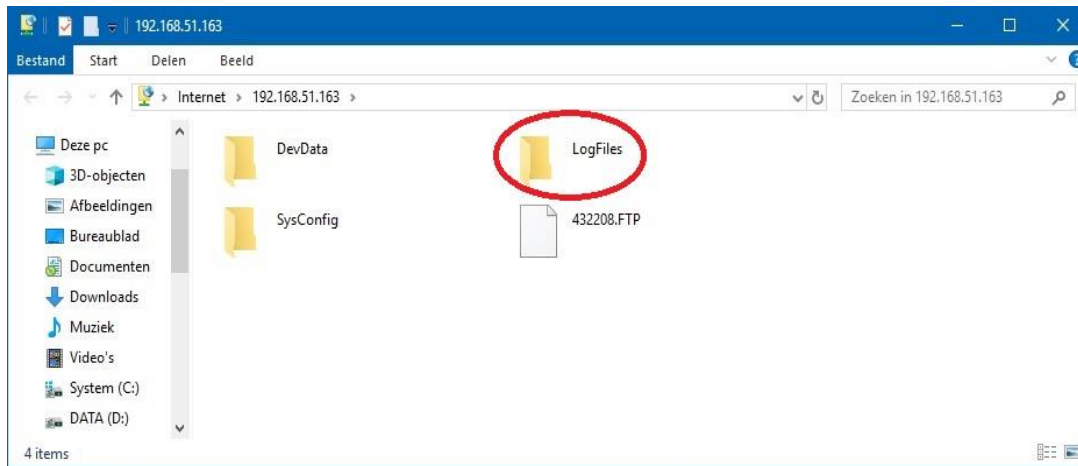 192.168.51.163
Bestand Start Delen Beeld
Internet > 192.168.51.163 >
Zoeken in 192.168.51.163
Deze pc
3D-objecten
Afbeeldingen
Bureaublad
Documenten
Downloads
Muziek
Video's
System (C:)
DATA (D:)
DevData
LogFiles
SysConfig
432208.FTP
4 items